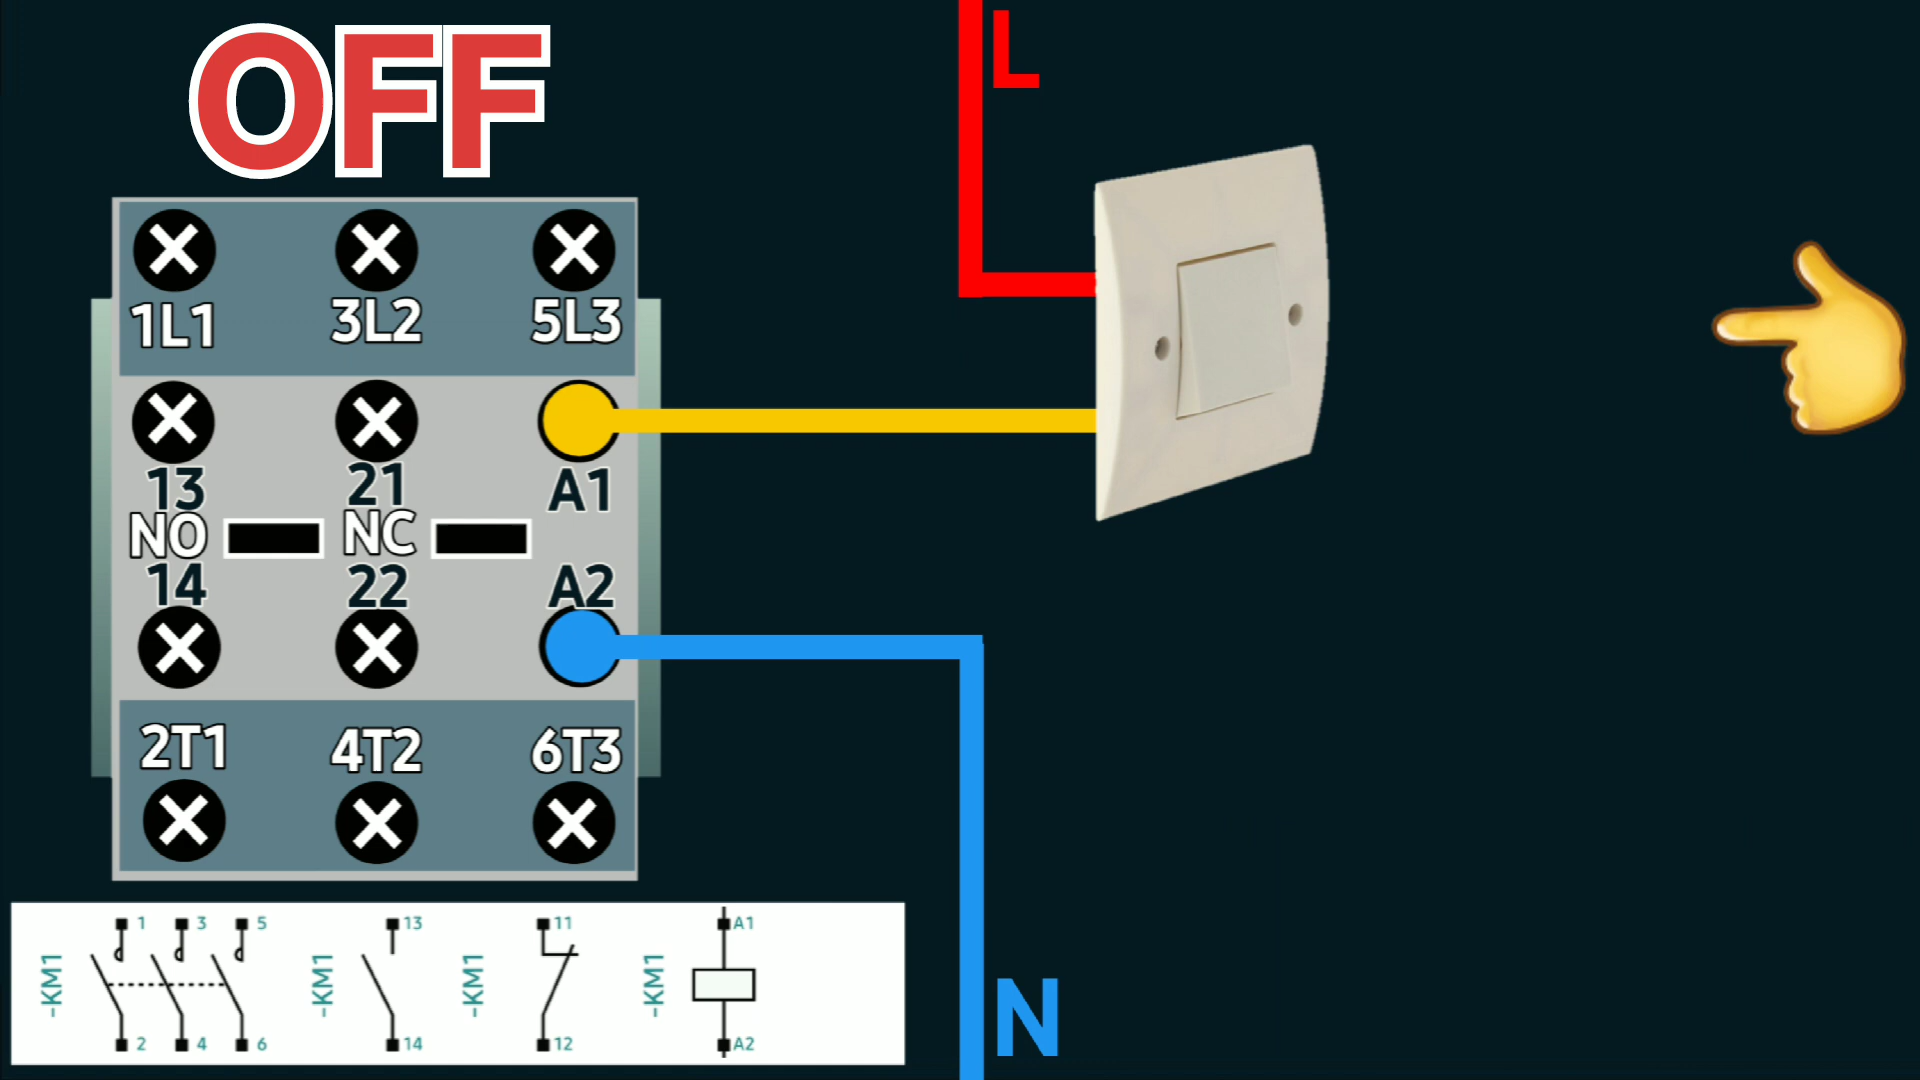 OFF
L
1L1 3L2 5L3
13 21 A1
NO NC
14 22 A2
2T1 4T2 6T3
N
-KM1 1 3 5 2 4 6
-KM1 13 14
-KM1 11 12
-KM1 A1 A2